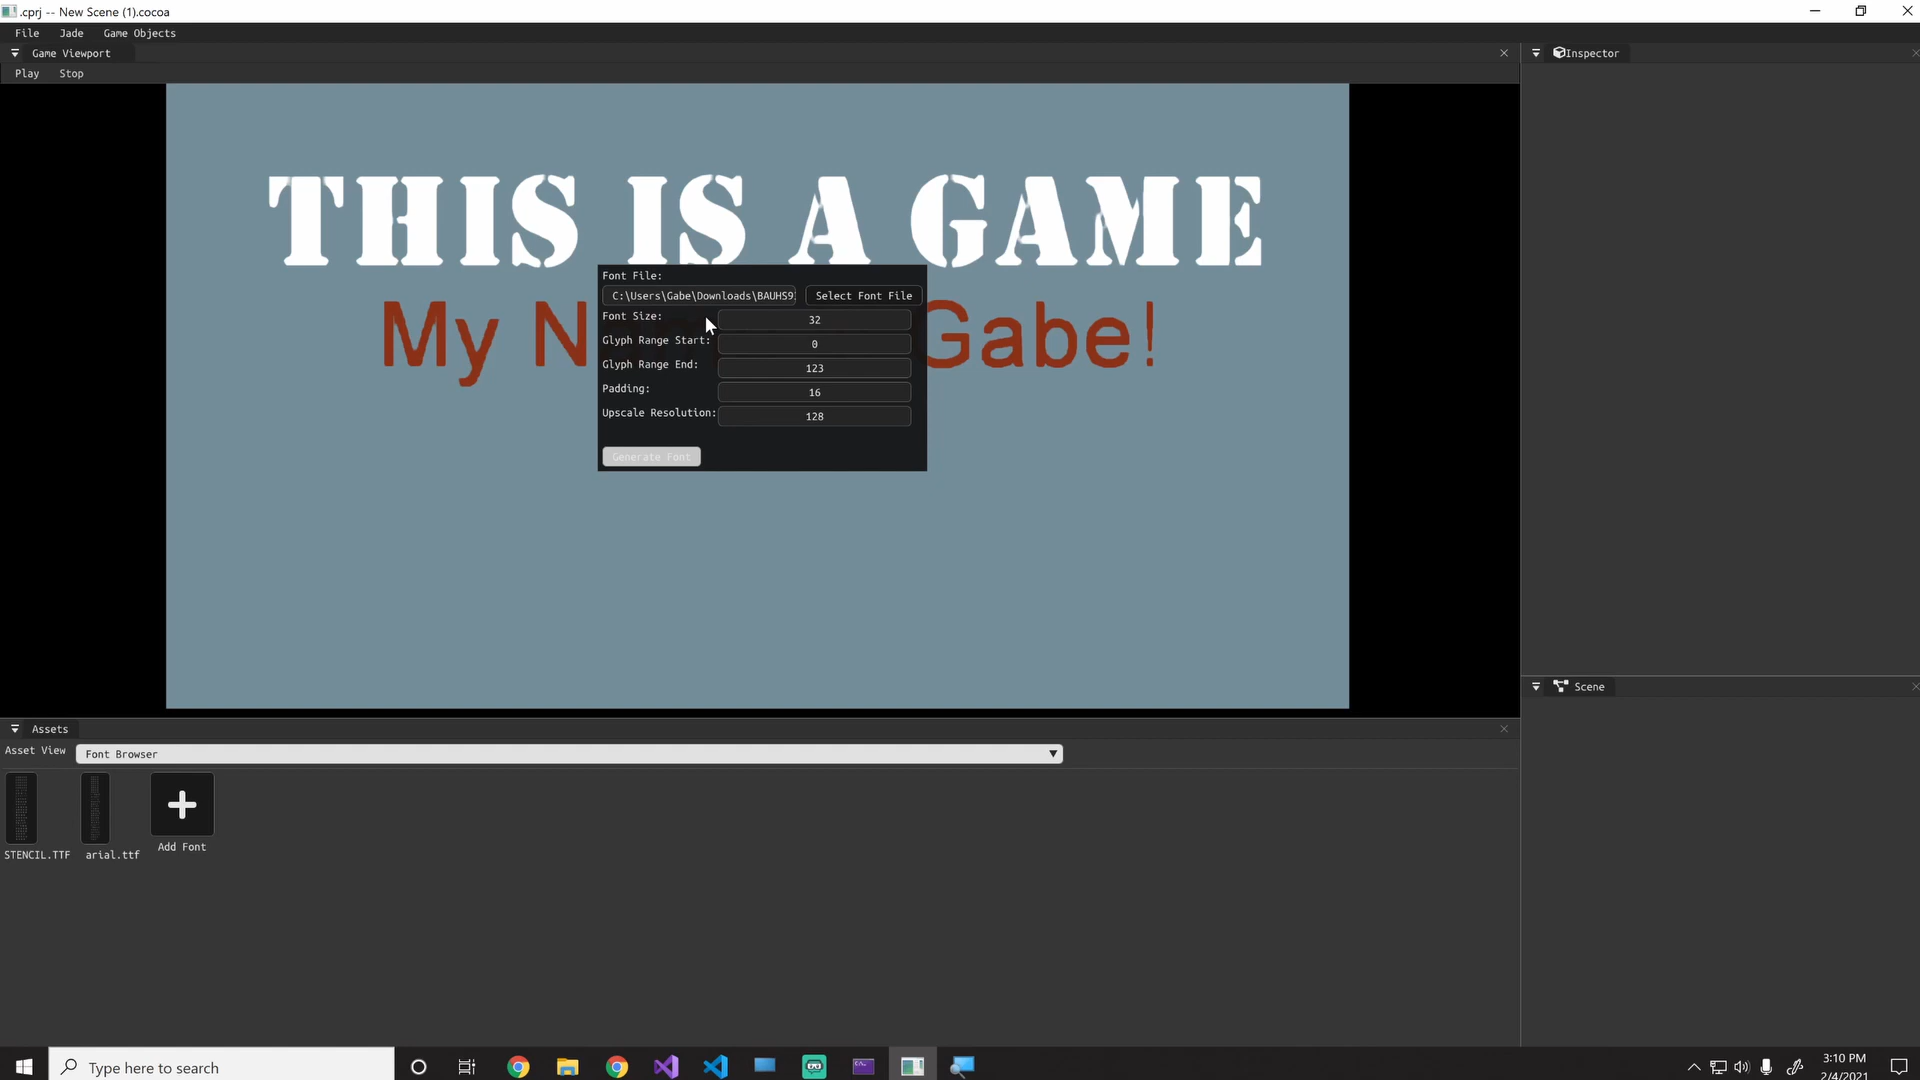 .cprj -- New Scene (1).cocoa
File Jade Game Objects
Game Viewport
Inspector
Play Stop
THIS IS A GAME
Font File:
C:\Users\Gabe\Downloads\BAUHS9
Select Font File
Font Size: 32
My Gabe!
Glyph Range Start: 0
Glyph Range End: 123
Padding: 16
Upscale Resolution: 128
Generate Font
Scene
Assets
Asset View Font Browser
STENCIL.TTF
arial.ttf
Add Font
Type here to search
3:10 PM
2/4/2021